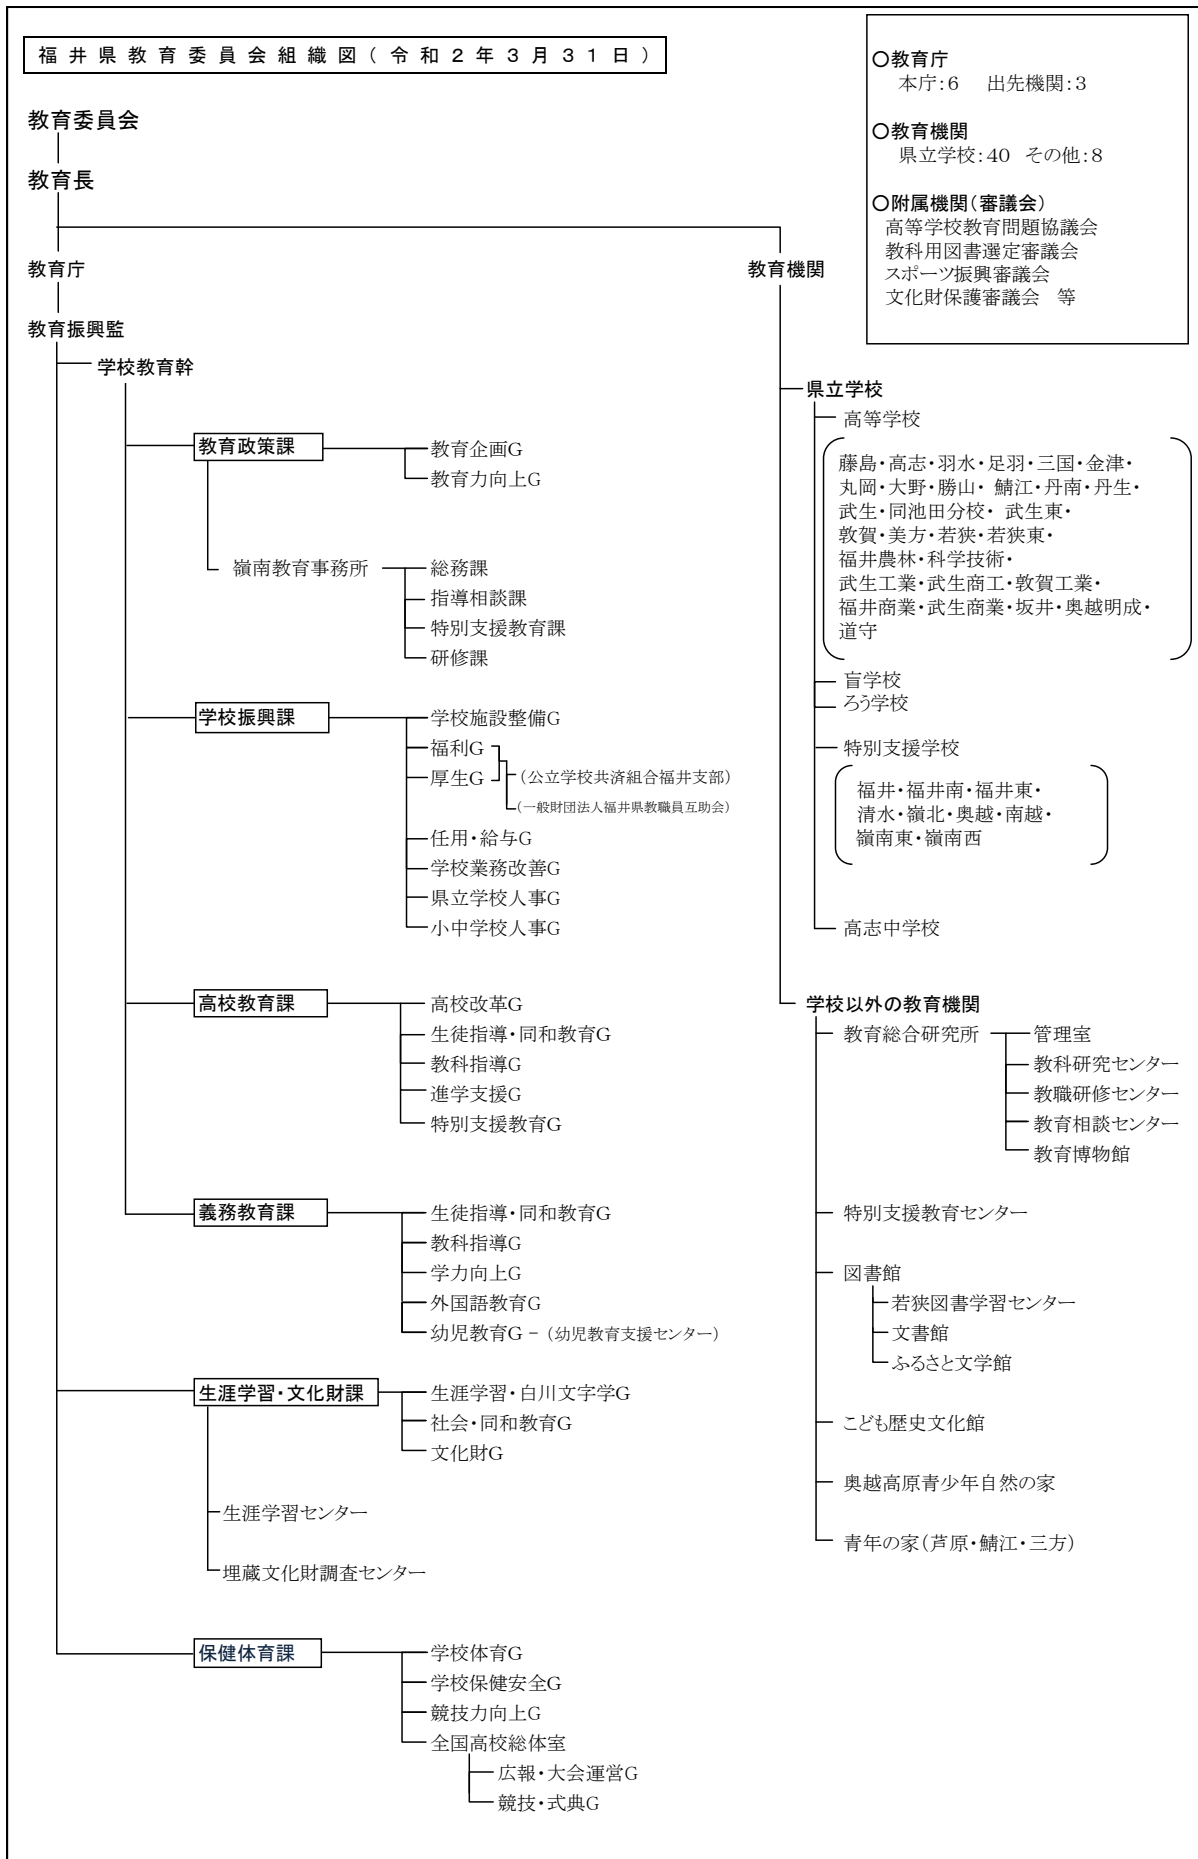 福井県教育委員会組織図(令和2年3月31日)
○教育庁
本庁:6 出先機関:3
○教育機関
県立学校:40 その他:8
○附属機関(審議会)
高等学校教育問題協議会
教科用図書選定審議会
スポーツ振興審議会
文化財保護審議会 等
教育委員会
教育長
教育庁
教育振興監
学校教育幹
教育政策課
教育企画G
教育力向上G
嶺南教育事務所
総務課
指導相談課
特別支援教育課
研修課
学校振興課
学校施設整備G
福利G
厚生G
(公立学校共済組合福井支部)
(一般財団法人福井県教職員互助会)
任用・給与G
学校業務改善G
県立学校人事G
小中学校人事G
高校教育課
高校改革G
生徒指導・同和教育G
教科指導G
進学支援G
特別支援教育G
義務教育課
生徒指導・同和教育G
教科指導G
学力向上G
外国語教育G
幼児教育G-(幼児教育支援センター)
生涯学習・文化財課
生涯学習・白川文字学G
社会・同和教育G
文化財G
生涯学習センター
埋蔵文化財調査センター
保健体育課
学校体育G
学校保健安全G
競技力向上G
全国高校総体室
広報・大会運営G
競技・式典G
教育機関
県立学校
高等学校
藤島・高志・羽水・足羽・三国・金津・
丸岡・大野・勝山・ 鯖江・丹南・丹生・
武生・同池田分校・ 武生東・
敦賀・美方・若狭・若狭東・
福井農林・科学技術・
武生工業・武生商工・敦賀工業・
福井商業・武生商業・坂井・奥越明成・
道守
盲学校
ろう学校
特別支援学校
福井・福井南・福井東・
清水・嶺北・奥越・南越・
嶺南東・嶺南西
高志中学校
学校以外の教育機関
教育総合研究所
管理室
教科研究センター
教職研修センター
教育相談センター
教育博物館
特別支援教育センター
図書館
若狭図書学習センター
文書館
ふるさと文学館
こども歴史文化館
奥越高原青少年自然の家
青年の家(芦原・鯖江・三方)